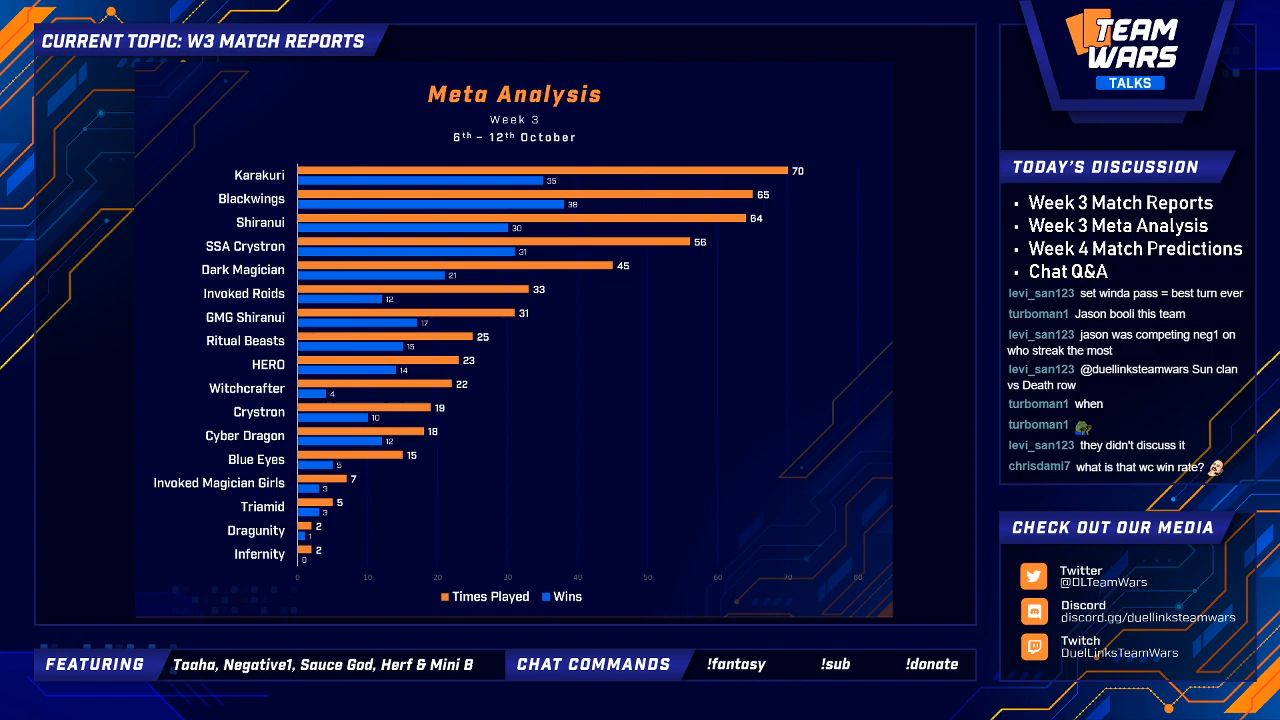 CURRENT TOPIC: W3 MATCH REPORTS
Meta Analysis
Week 3
6th – 12th October
Karakuri 70 35
Blackwings 65 38
Shiranui 64 30
SSA Crystron 56 31
Dark Magician 45 21
Invoked Roids 33 12
GMG Shiranui 31 17
Ritual Beasts 25 15
HERO 23 14
Witchcrafter 22 4
Crystron 19 10
Cyber Dragon 18 12
Blue Eyes 15 5
Invoked Magician Girls 7 3
Triamid 5 3
Dragunity 2 1
Infernity 2 0
0 10 20 30 40 50 60 70 80
Times Played Wins
TEAM
WARS
TALKS
TODAY'S DISCUSSION
▪ Week 3 Match Reports
▪ Week 3 Meta Analysis
▪ Week 4 Match Predictions
▪ Chat Q&A
levi_san123 set winda pass = best turn ever
turboman1 Jason booli this team
levi_san123 jason was competing neg1 on
who streak the most
levi_san123 @duellinksteamwars Sun clan
vs Death row
turboman1 when
turboman1
levi_san123 they didn't discuss it
chrisdami7 what is that wc win rate?
CHECK OUT OUR MEDIA
Twitter
@DLTeamWars
Discord
discord.gg/duellinksteamwars
Twitch
DuelLinksTeamWars
FEATURING Taaha, Negative1, Sauce God, Herf & Mini B CHAT COMMANDS !fantasy !sub !donate